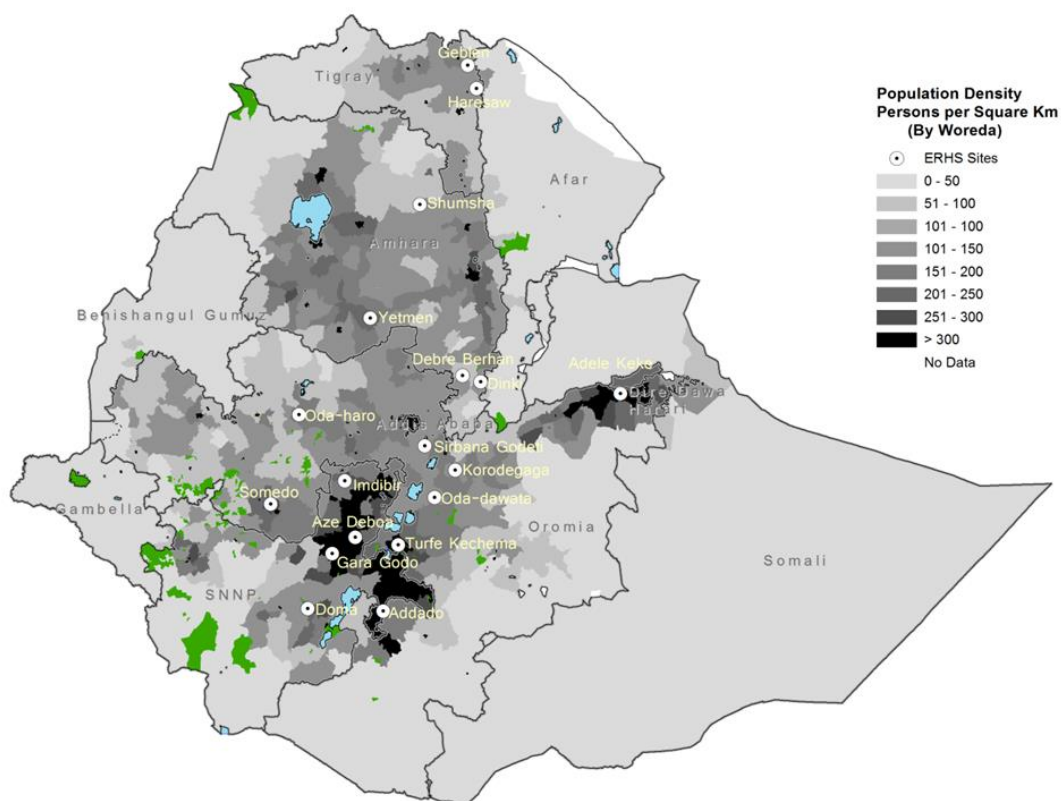 Geblen
Tigray
Haresaw
Afar
Shumsha
Amhara
Benishangul Gumuz
Yetmen
Debre Berhan
Dinki
Adele Keke
Dire Dawa
Harari
Oda-haro
Addis Ababa
Sirbana Godeti
Korodegaga
Imdibir
Somedo
Oda-dawata
Gambella
Aze Deboa
Turfe Kechema
Oromia
Gara Godo
Somali
SNNP
Doma
Addado
Population Density
Persons per Square Km
(By Woreda)
ERHS Sites
0 - 50
51 - 100
101 - 100
101 - 150
151 - 200
201 - 250
251 - 300
> 300
No Data